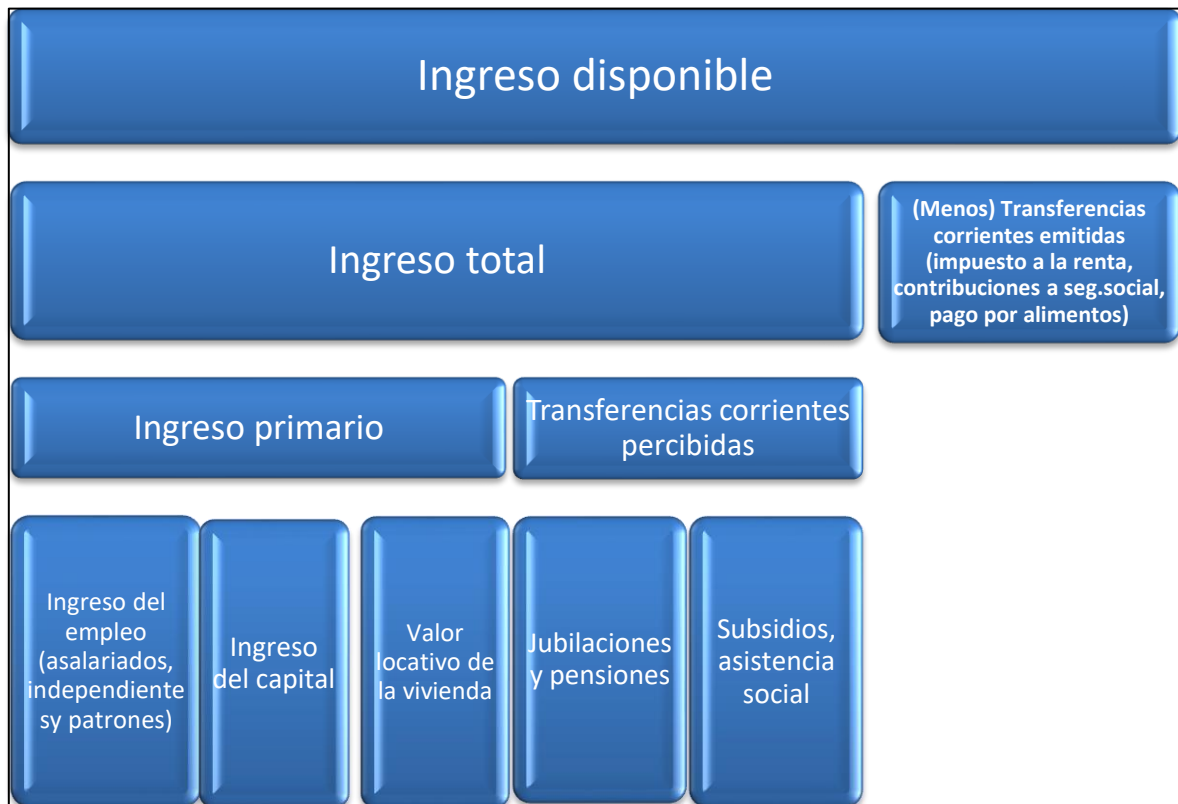 Ingreso disponible
Ingreso total
(Menos) Transferencias
corrientes emitidas
(impuesto a la renta,
contribuciones a seg.social,
pago por alimentos)
Ingreso primario
Transferencias corrientes
percibidas
Ingreso del
empleo
(asalariados,
independiente
sy patrones)
Ingreso
del capital
Valor
locativo de
la vivienda
Jubilaciones
y pensiones
Subsidios,
asistencia
social